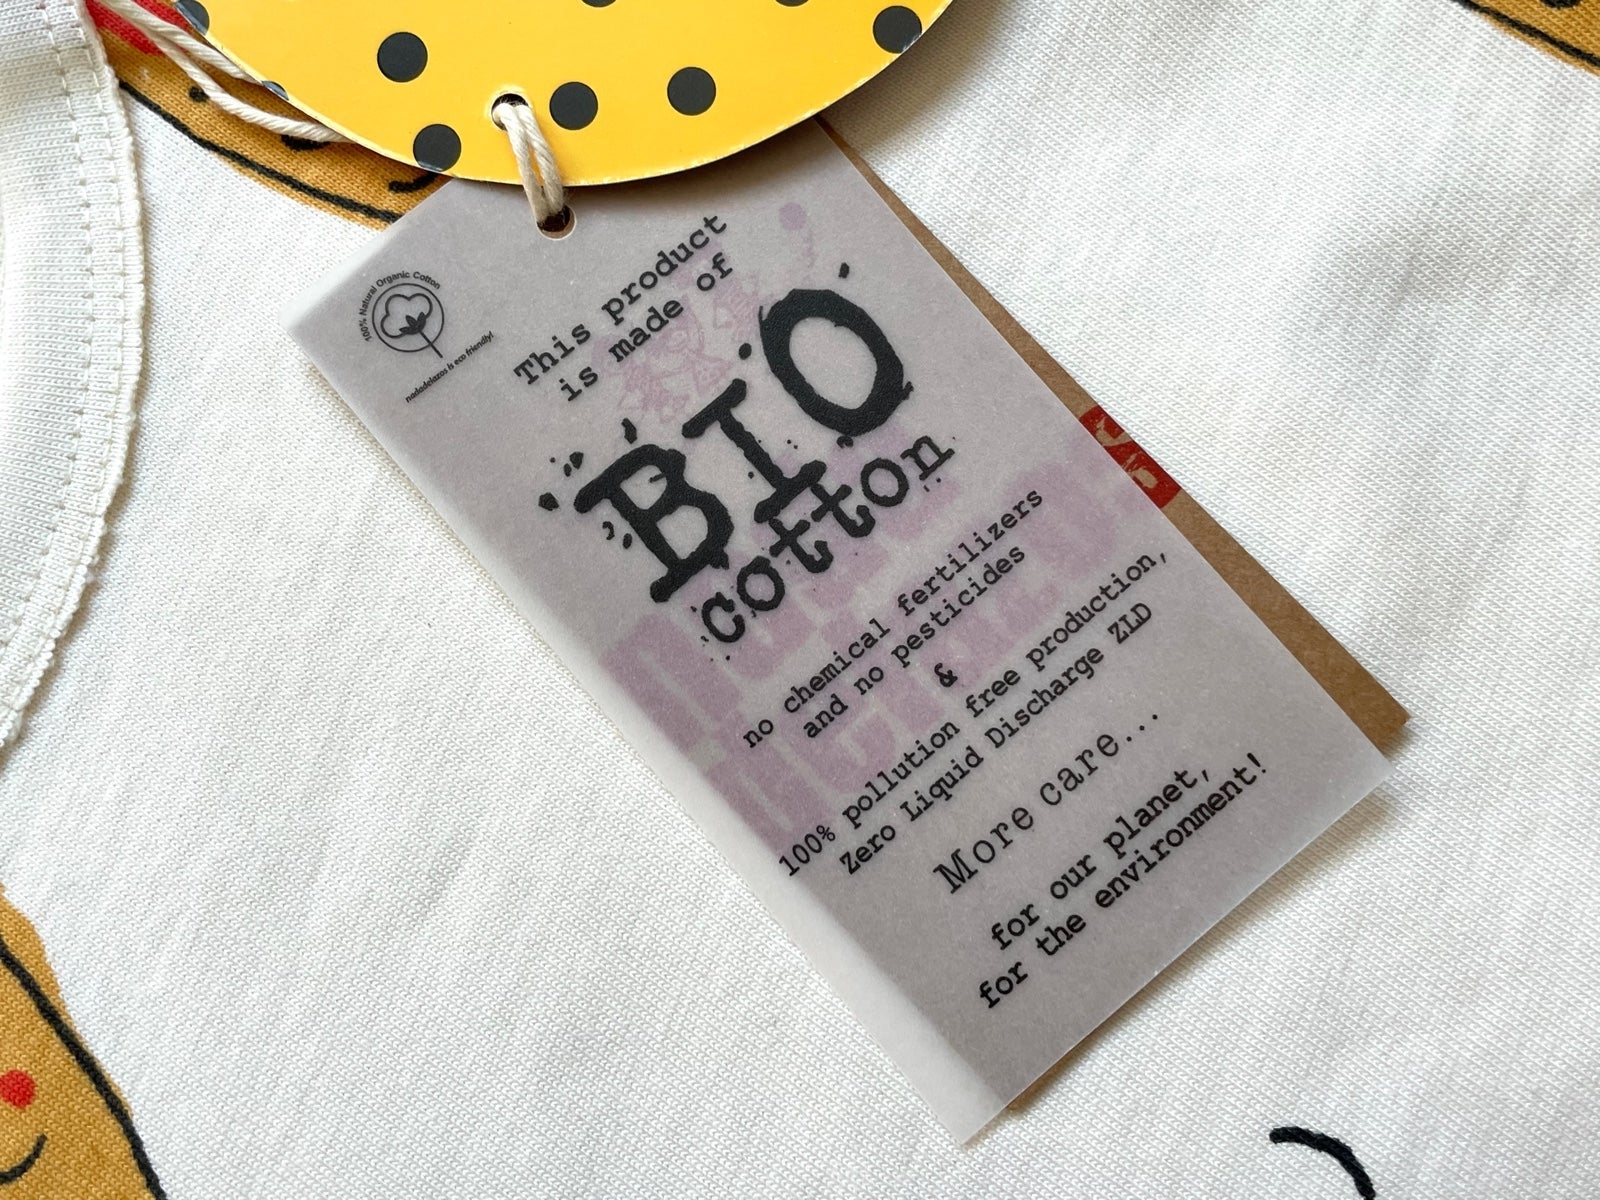 100% Natural Organic Cotton
nadadelazos is eco friendly!
This product
is made of
BIO
cotton
no chemical fertilizers
and no pesticides
&
100% pollution free production,
Zero Liquid Discharge ZLD
More care...
for our planet,
for the environment!